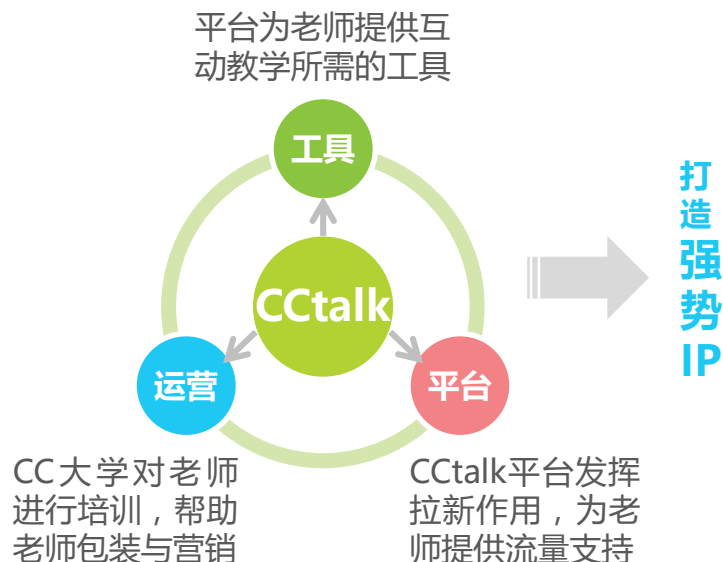 平台为老师提供互
动教学所需的工具
工具
CCtalk
运营
平台
CC大学对老师
进行培训，帮助
老师包装与营销
CCtalk平台发挥
拉新作用，为老
师提供流量支持
打
造
强
势
IP